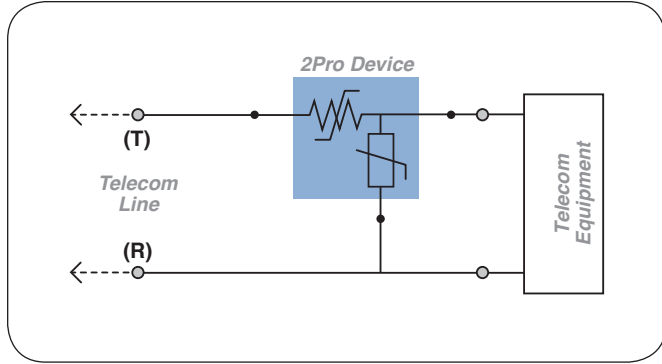 2Pro Device
(T)
Telecom
Line
(R)
Telecom
Equipment